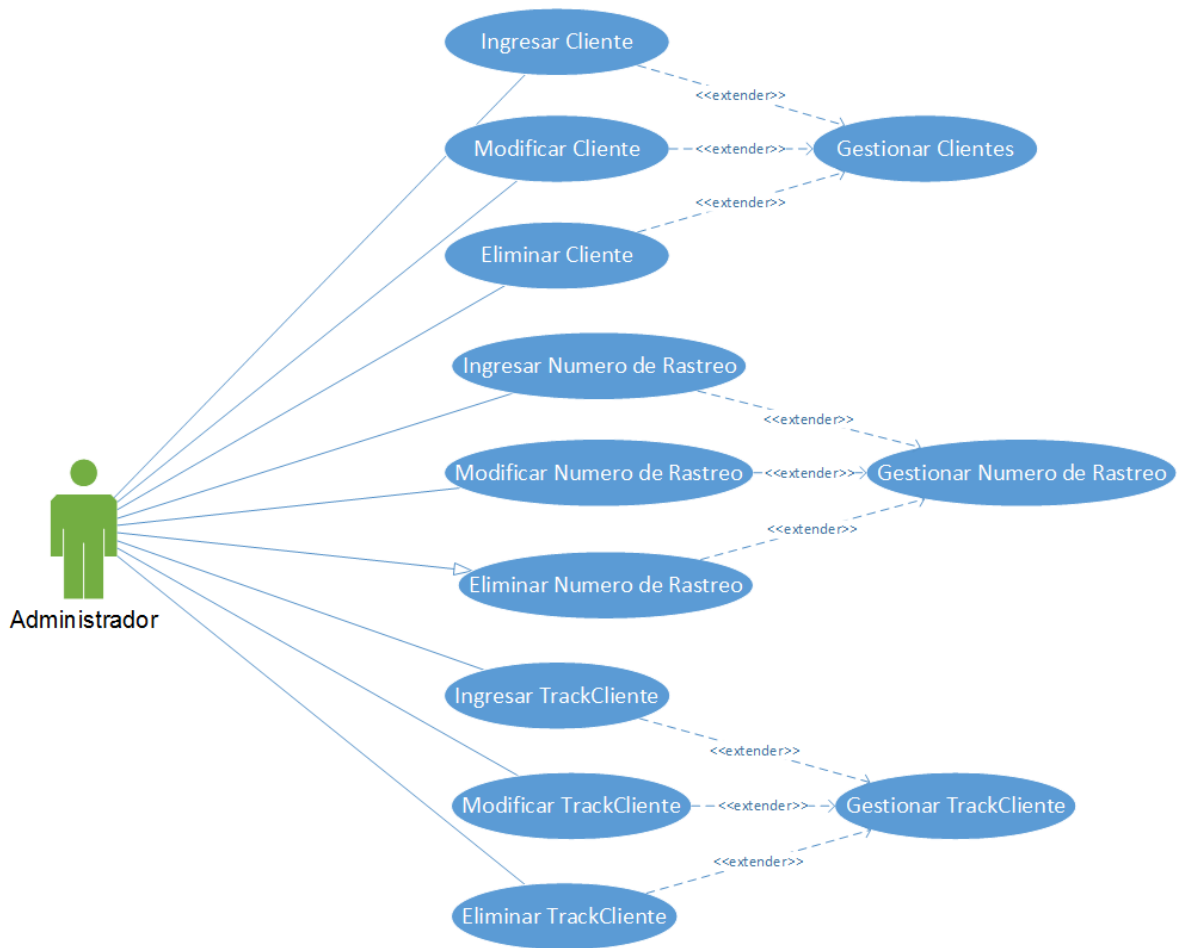 Ingresar Cliente
<<extender>>
Modificar Cliente
<<extender>>
Gestionar Clientes
<<extender>>
Eliminar Cliente
Ingresar Numero de Rastreo
<<extender>>
Modificar Numero de Rastreo
<<extender>>
Gestionar Numero de Rastreo
<<extender>>
Eliminar Numero de Rastreo
Administrador
Ingresar TrackCliente
<<extender>>
Modificar TrackCliente
<<extender>>
Gestionar TrackCliente
<<extender>>
Eliminar TrackCliente